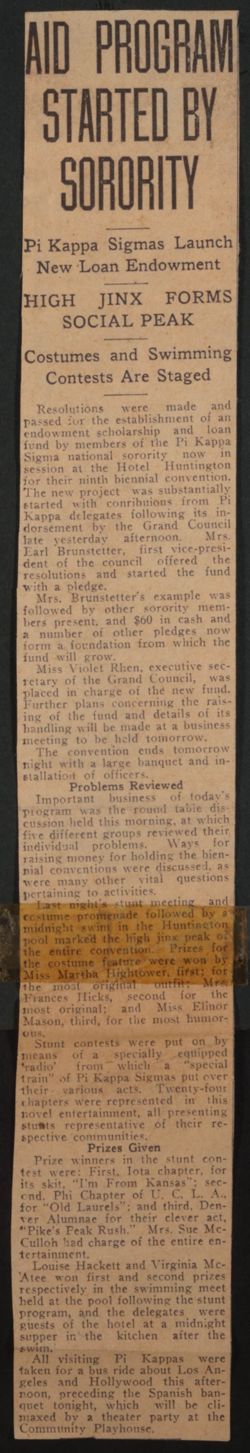 AID PROGRAM
STARTED BY
SORORITY
Pi Kappa Sigmas Launch
New Loan Endowment
HIGH JINX FORMS
SOCIAL PEAK
Costumes and Swimming
Contests Are Staged
Resolutions were made and
passed for the establishment of an
endowment scholarship and loan
fund by members of the Pi Kappa
Sigma national sorority now in
session at the Hotel Huntington
for their ninth biennial convention.
The new project was substantially
started with contribuions from Pi
Kappa delegates following its in-
dorsement by the Grand Council
late yesterday afternoon. Mrs.
Earl Brunstetter, first vice-presi-
dent of the council offered the
resolutions and started the fund
with a pledge.
Mrs. Brunstetter's example was
followed by other sorority mem-
bers present, and $60 in cash and
a number of other pledges now
form a foundation from which the
fund will grow.
Miss Violet Rhen, executive sec-
retary of the Grand Council, was
placed in charge of the new fund.
Further plans concerning the rais-
ing of the fund and details of its
handling will be made at a business
meeting to be held tomorrow.
The convention ends tomorrow
night with a large banquet and in-
stallation of officers.
Problems Reviewed
Important business of today's
program was the round table dis-
cussion held this morning, at which
five different groups reviewed their
individual problems. Ways for
raising money for holding the bien-
nial conventions were discussed, as
were many other vital questions
pertaining to activities.
Last night's stunt meeting and
costume promenade followed by a
midnight swim in the Huntington
pool marked the high jinx peak of
the entire convention. Prizes for
the costume feature were won by
Miss Martha Hightower, first; for
the most original outfit; Mrs.
Frances Hicks, second for the
most original; and Miss Elinor
Mason, third, for the most humor-
ous.
Stunt contests were put on by
means of a specially equipped
'radio' from which a "special
train" of Pi Kappa Sigmas put over
their various acts. Twenty-four
chapters were represented in this
novel entertainment, all presenting
stunts representative of their re-
spective communities.
Prizes Given
Prize winners in the stunt con-
test were: First, Iota chapter, for
its skit, "I'm From Kansas"; sec-
ond, Phi Chapter of U. C. L. A.,
for "Old Laurels"; and third, Den-
ver Alumnae for their clever act,
"Pike's Peak Rush." Mrs. Sue Mc-
Culloh had charge of the entire en-
tertainment.
Louise Hackett and Virginia Mc-
Atee won first and second prizes
respectively in the swimming meet
held at the pool following the stunt
program, and the delegates were
guests of the hotel at a midnight
supper in the kitchen after the
swim.
All visiting Pi Kappas were
taken for a bus ride about Los An-
geles and Hollywood this after-
noon, preceding the Spanish ban-
quet tonight, which will be cli-
maxed by a theater party at the
Community Playhouse.